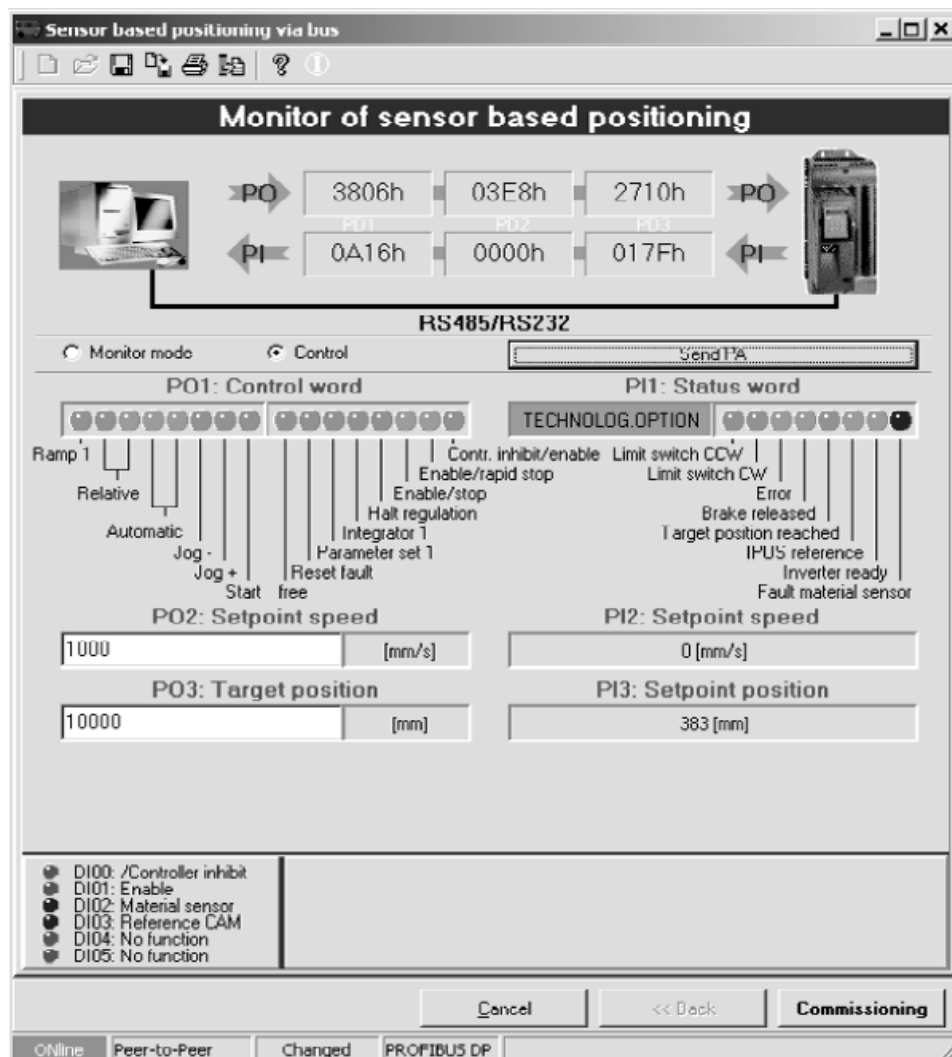 Sensor based positioning via bus
Monitor of sensor based positioning
PO 3806h 03E8h 2710h PO
PD1 PD2 PD3
PI 0A16h 0000h 017Fh PI
RS485/RS232
Monitor mode Control Send PA
PO1: Control word PI1: Status word
TECHNOLOG.OPTION
Ramp 1 Contr. inhibit/enable Limit switch CCW
Enable/rapid stop Limit switch CW
Relative Enable/stop Error
Halt regulation Brake released
Automatic Integrator 1 Target position reached
Jog - Parameter set 1 IPOS reference
Jog + Reset fault Inverter ready
Start free Fault material sensor
PO2: Setpoint speed PI2: Setpoint speed
1000 [mm/s] 0 [mm/s]
PO3: Target position PI3: Setpoint position
10000 [mm] 383 [mm]
DI00: /Controller inhibit
DI01: Enable
DI02: Material sensor
DI03: Reference CAM
DI04: No function
DI05: No function
Cancel << Back Commissioning
ONline Peer-to-Peer Changed PROFIBUS DP